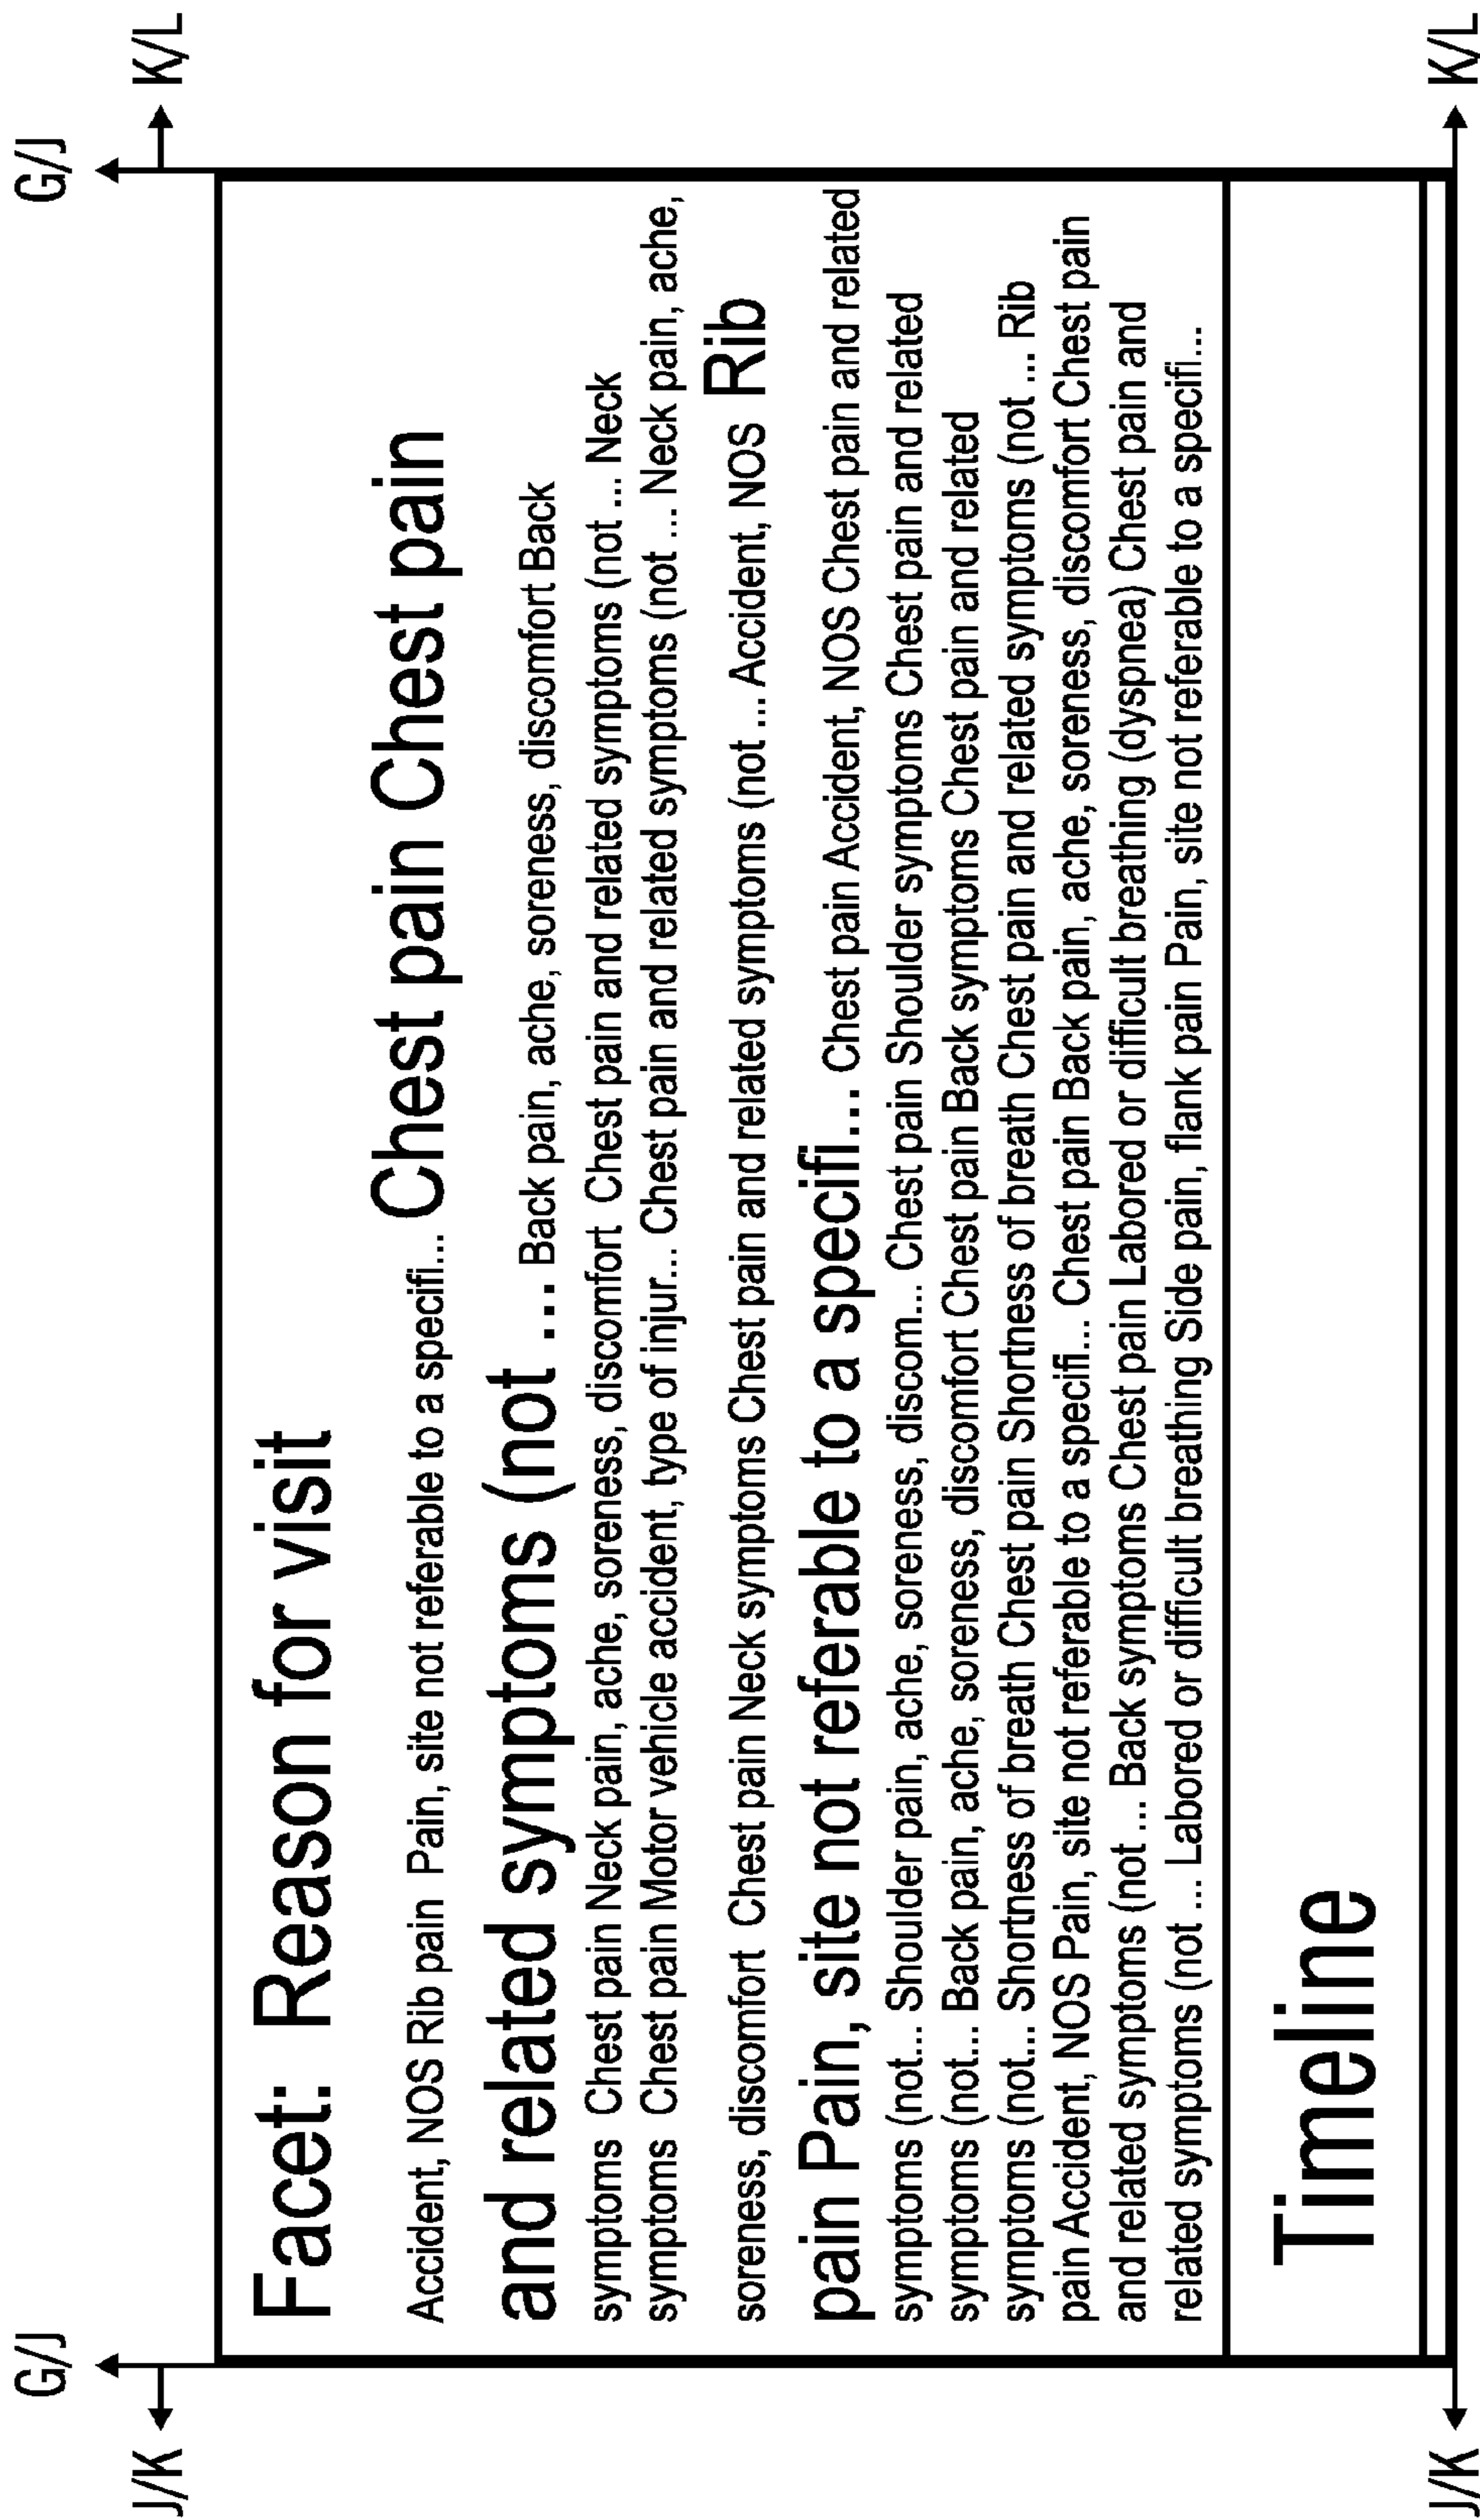 G/J G/J
J/K K/L
Facet: Reason for visit
Accident, NOS Rib pain Pain, site not referable to a specifi... Chest pain Chest pain
and related symptoms (not ... Back pain, ache, soreness, discomfort Back
symptoms Chest pain Neck pain, ache, soreness, discomfort Chest pain and related symptoms (not ... Neck
symptoms Chest pain Motor vehicle accident, type of injur... Chest pain and related symptoms (not ... Neck pain, ache,
soreness, discomfort Chest pain Neck symptoms Chest pain and related symptoms (not ... Accident, NOS Rib
pain Pain, site not referable to a specifi... Chest pain Accident, NOS Chest pain and related
symptoms (not... Shoulder pain, ache, soreness, discom... Chest pain Shoulder symptoms Chest pain and related
symptoms (not... Back pain, ache, soreness, discomfort Chest pain Back symptoms Chest pain and related
symptoms (not... Shortness of breath Chest pain Shortness of breath Chest pain and related symptoms (not ... Rib
pain Accident, NOS Pain, site not referable to a specifi... Chest pain Back pain, ache, soreness, discomfort Chest pain
and related symptoms (not ... Back symptoms Chest pain Labored or difficult breathing (dyspnea) Chest pain and
related symptoms (not ... Labored or difficult breathing Side pain, flank pain Pain, site not referable to a specifi...
Timeline
J/K K/L